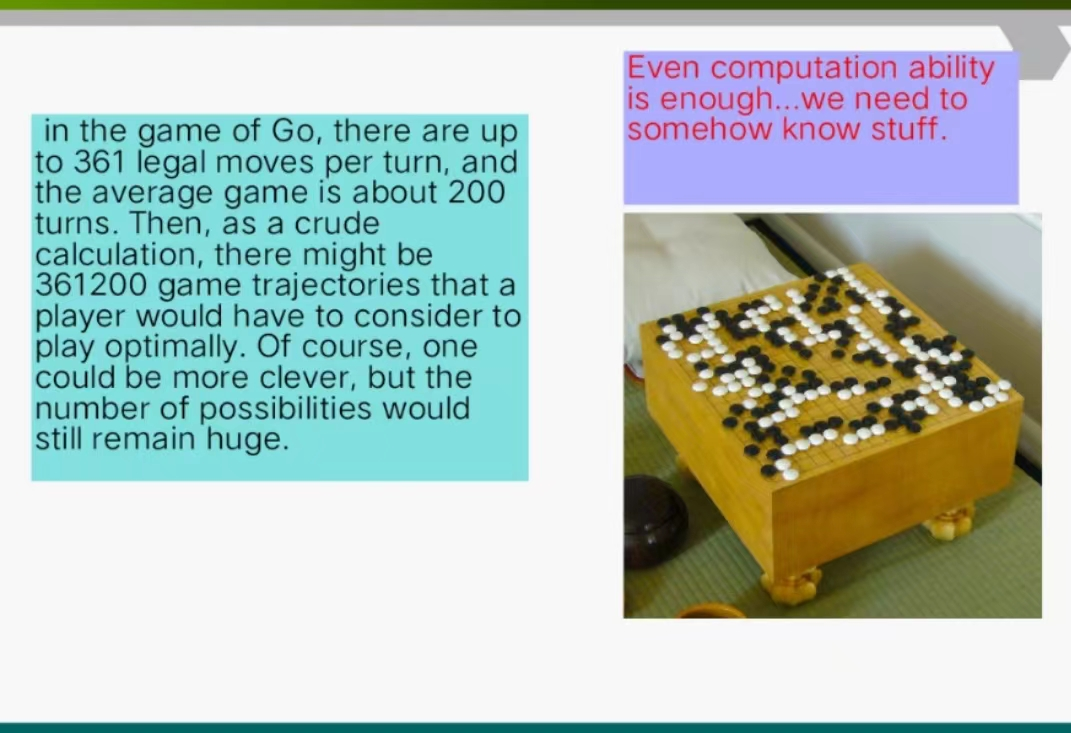 in the game of Go, there are up
to 361 legal moves per turn, and
the average game is about 200
turns. Then, as a crude
calculation, there might be
361200 game trajectories that a
player would have to consider to
play optimally. Of course, one
could be more clever, but the
number of possibilities would
still remain huge.
Even computation ability
is enough...we need to
somehow know stuff.